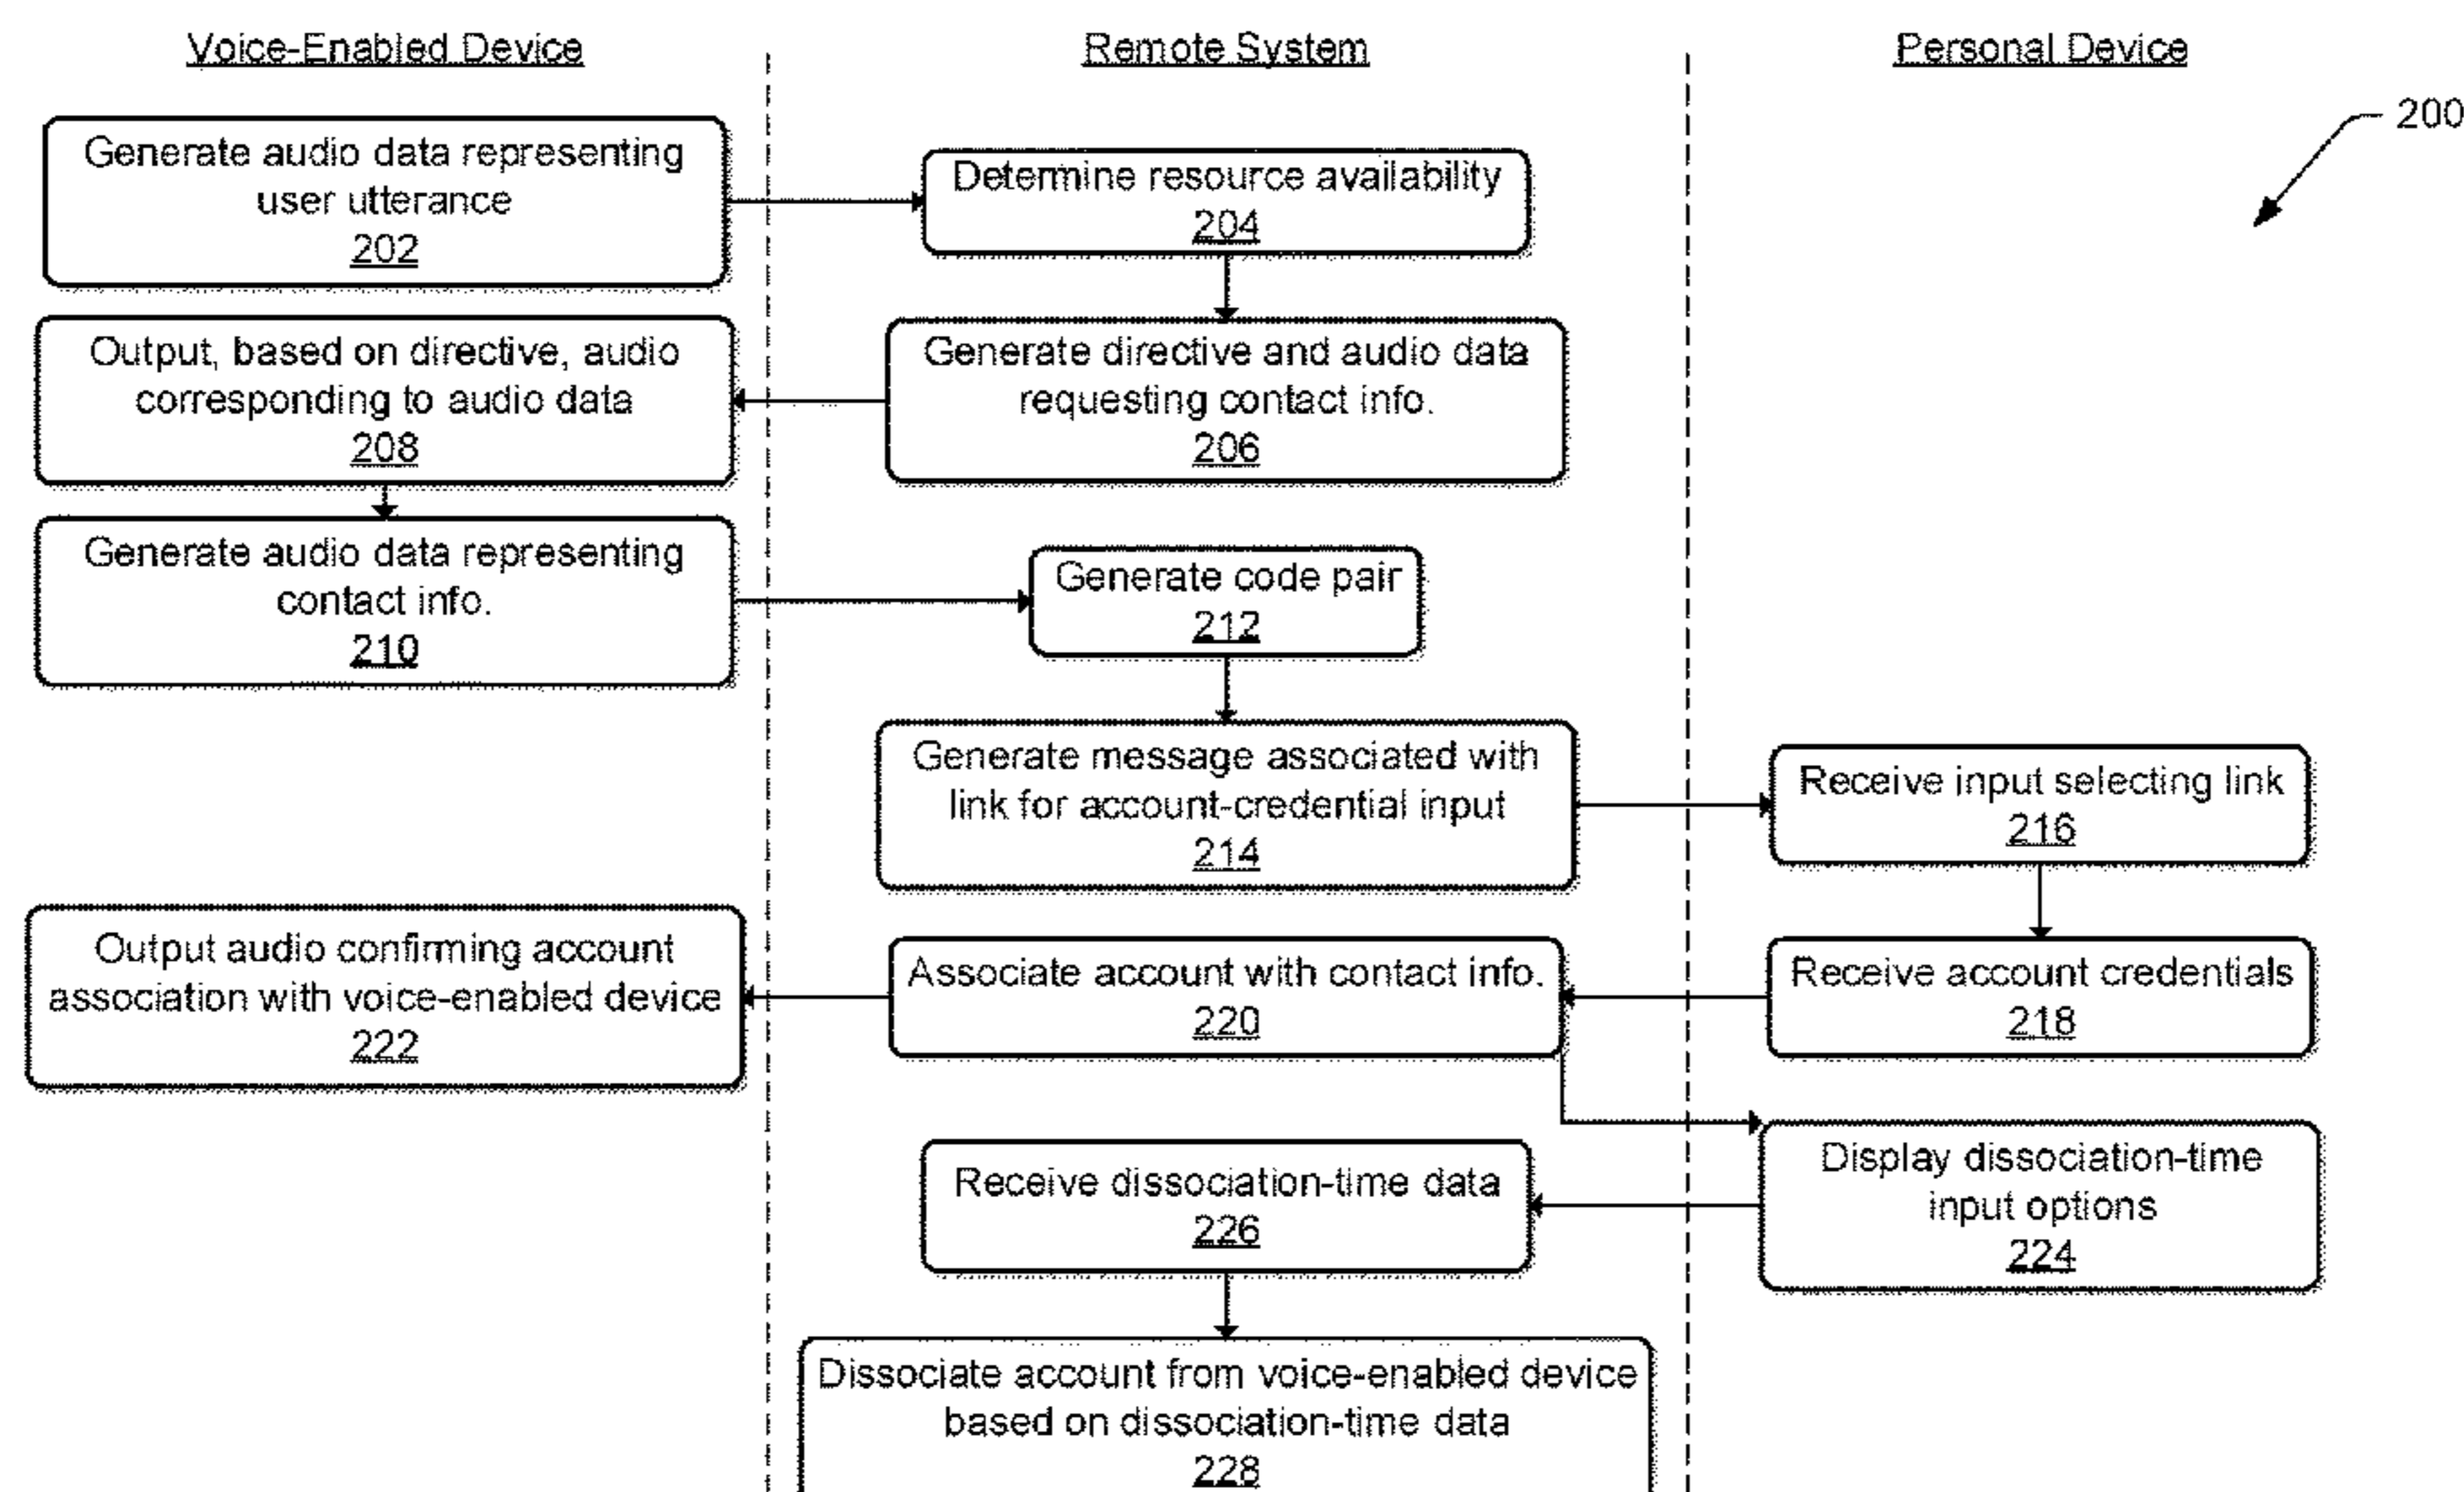 Voice-Enabled Device
Remote System
Personal Device
200
Generate audio data representing
user utterance
202
Determine resource availability
204
Generate directive and audio data
requesting contact info.
206
Output, based on directive, audio
corresponding to audio data
208
Generate audio data representing
contact info.
210
Generate code pair
212
Generate message associated with
link for account-credential input
214
Receive input selecting link
216
Receive account credentials
218
Associate account with contact info.
220
Output audio confirming account
association with voice-enabled device
222
Display dissociation-time
input options
224
Receive dissociation-time data
226
Dissociate account from voice-enabled device
based on dissociation-time data
228